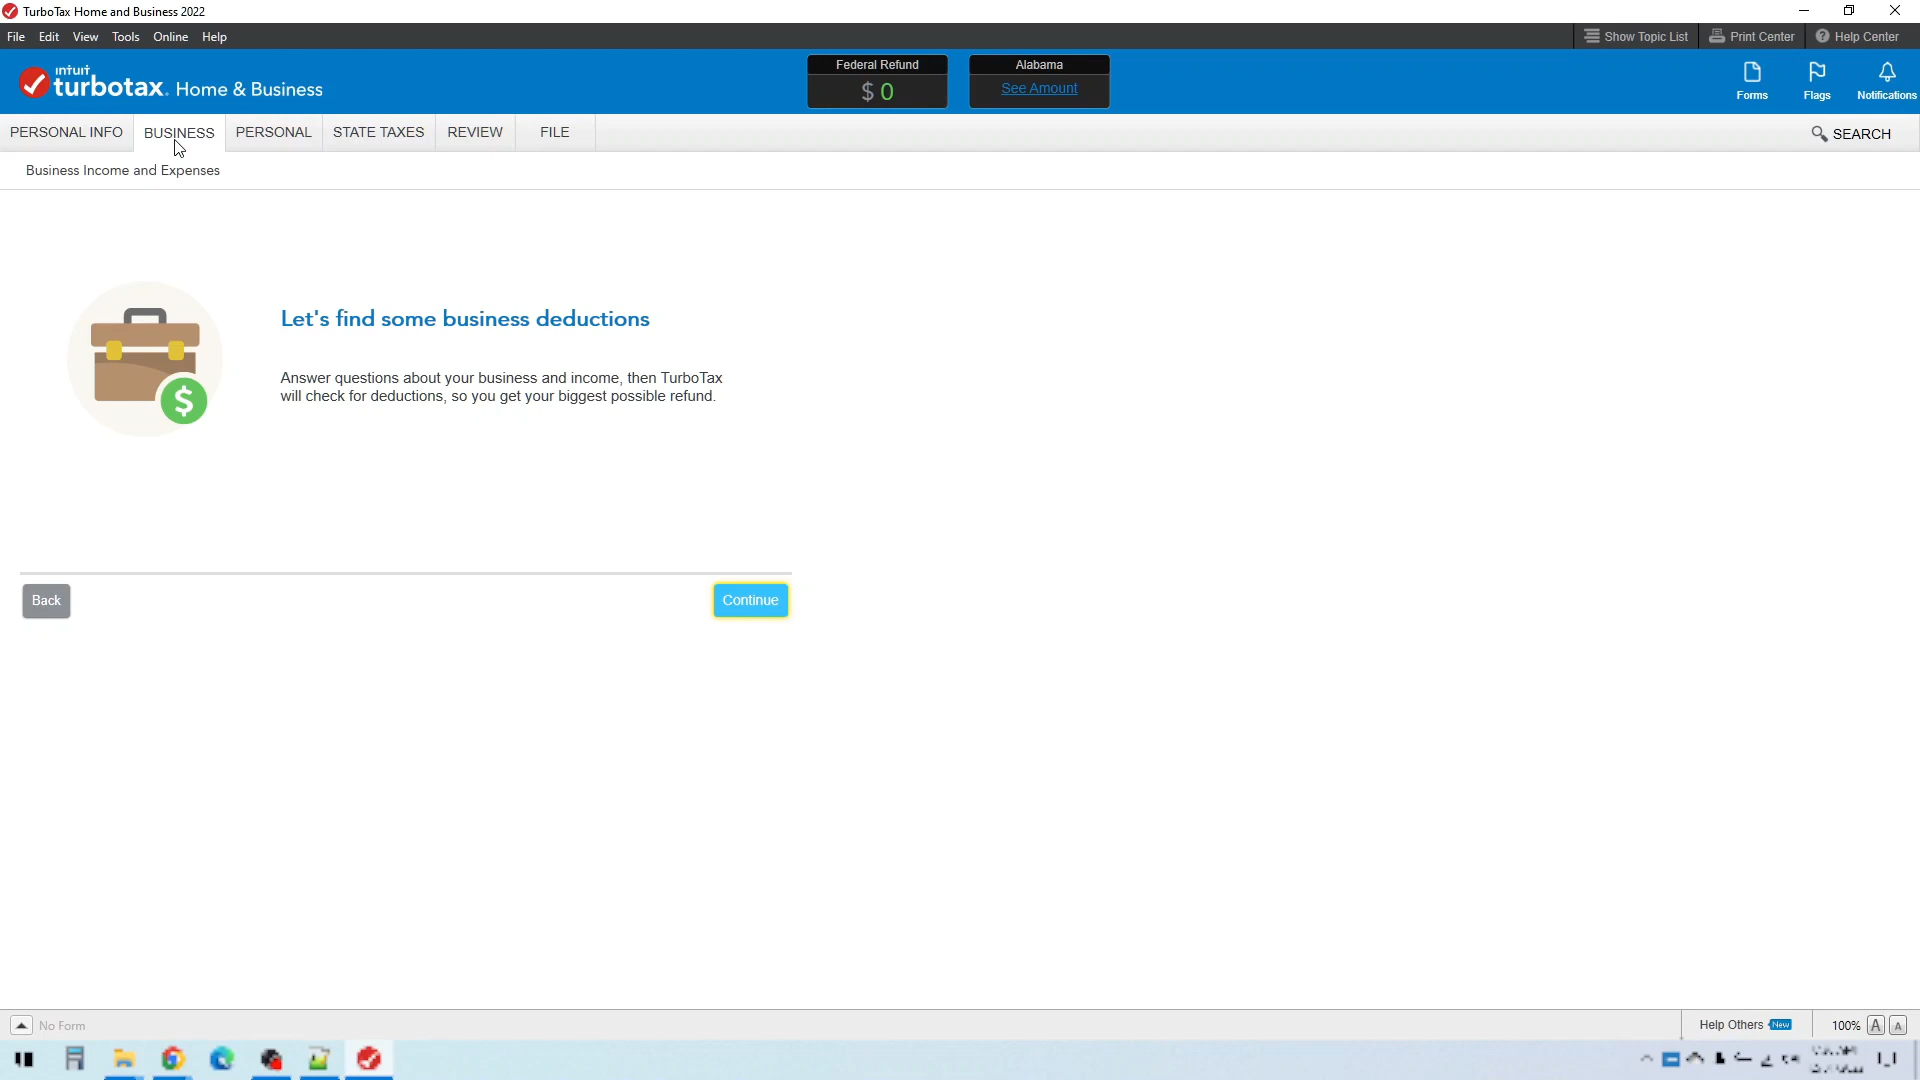 TurboTax Home and Business 2022
File Edit View Tools Online Help
Show Topic List Print Center Help Center
intuit turbotax. Home & Business
Federal Refund
$ 0
Alabama
See Amount
Forms Flags Notifications
PERSONAL INFO BUSINESS PERSONAL STATE TAXES REVIEW FILE
SEARCH
Business Income and Expenses
Let's find some business deductions
Answer questions about your business and income, then TurboTax
will check for deductions, so you get your biggest possible refund.
$
Back Continue
No Form
Help Others New 100% A A